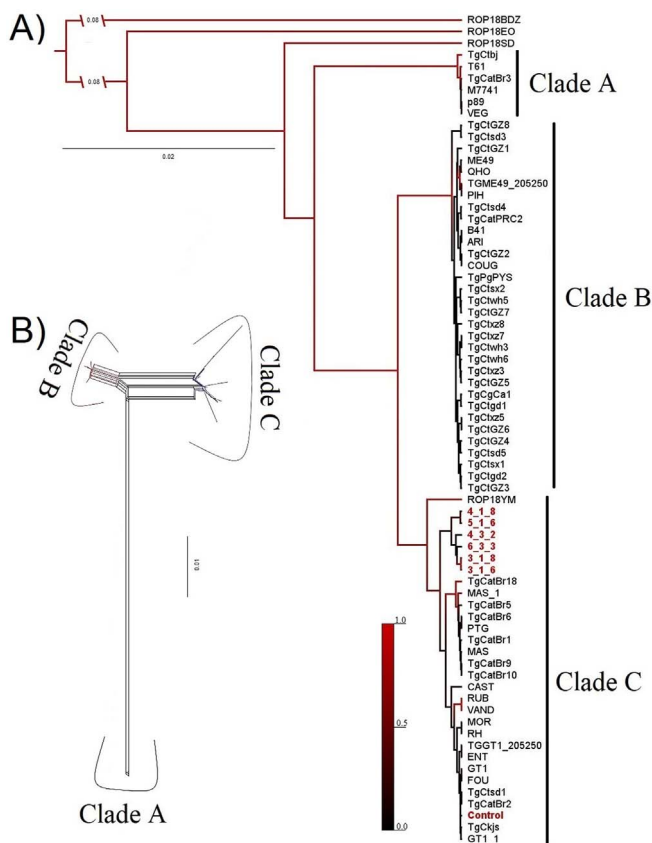 A)
0.08
ROP18BDZ
ROP18EO
ROP18SD
0.08
0.02
TgCtbj
T61
TgCatBr3
M7741
p89
VEG
Clade A
TgCtGZ8
TgCtsd3
TgCtGZ1
ME49
QHO
TGME49_205250
PIH
TgCtsd4
TgCatPRC2
B41
ARI
TgCtGZ2
COUG
TgPgPYS
TgCtsx2
TgCtwh5
TgCtGZ7
TgCtxz8
TgCtxz7
TgCtwh3
TgCtwh6
TgCtxz3
TgCtGZ5
TgCgCa1
TgCtgd1
TgCtxz5
TgCtGZ6
TgCtGZ4
TgCtsd5
TgCtsx1
TgCtgd2
TgCtGZ3
Clade B
ROP18YM
4_1_8
5_1_6
4_3_2
6_3_3
3_1_8
3_1_6
TgCatBr18
MAS_1
TgCatBr5
TgCatBr6
PTG
TgCatBr1
MAS
TgCatBr9
TgCatBr10
CAST
RUB
VAND
MOR
RH
TGGT1_205250
ENT
GT1
FOU
TgCtsd1
TgCatBr2
Control
TgCkjs
GT1_1
Clade C
1.0
0.5
0.0
B)
Clade B
Clade C
0.01
Clade A